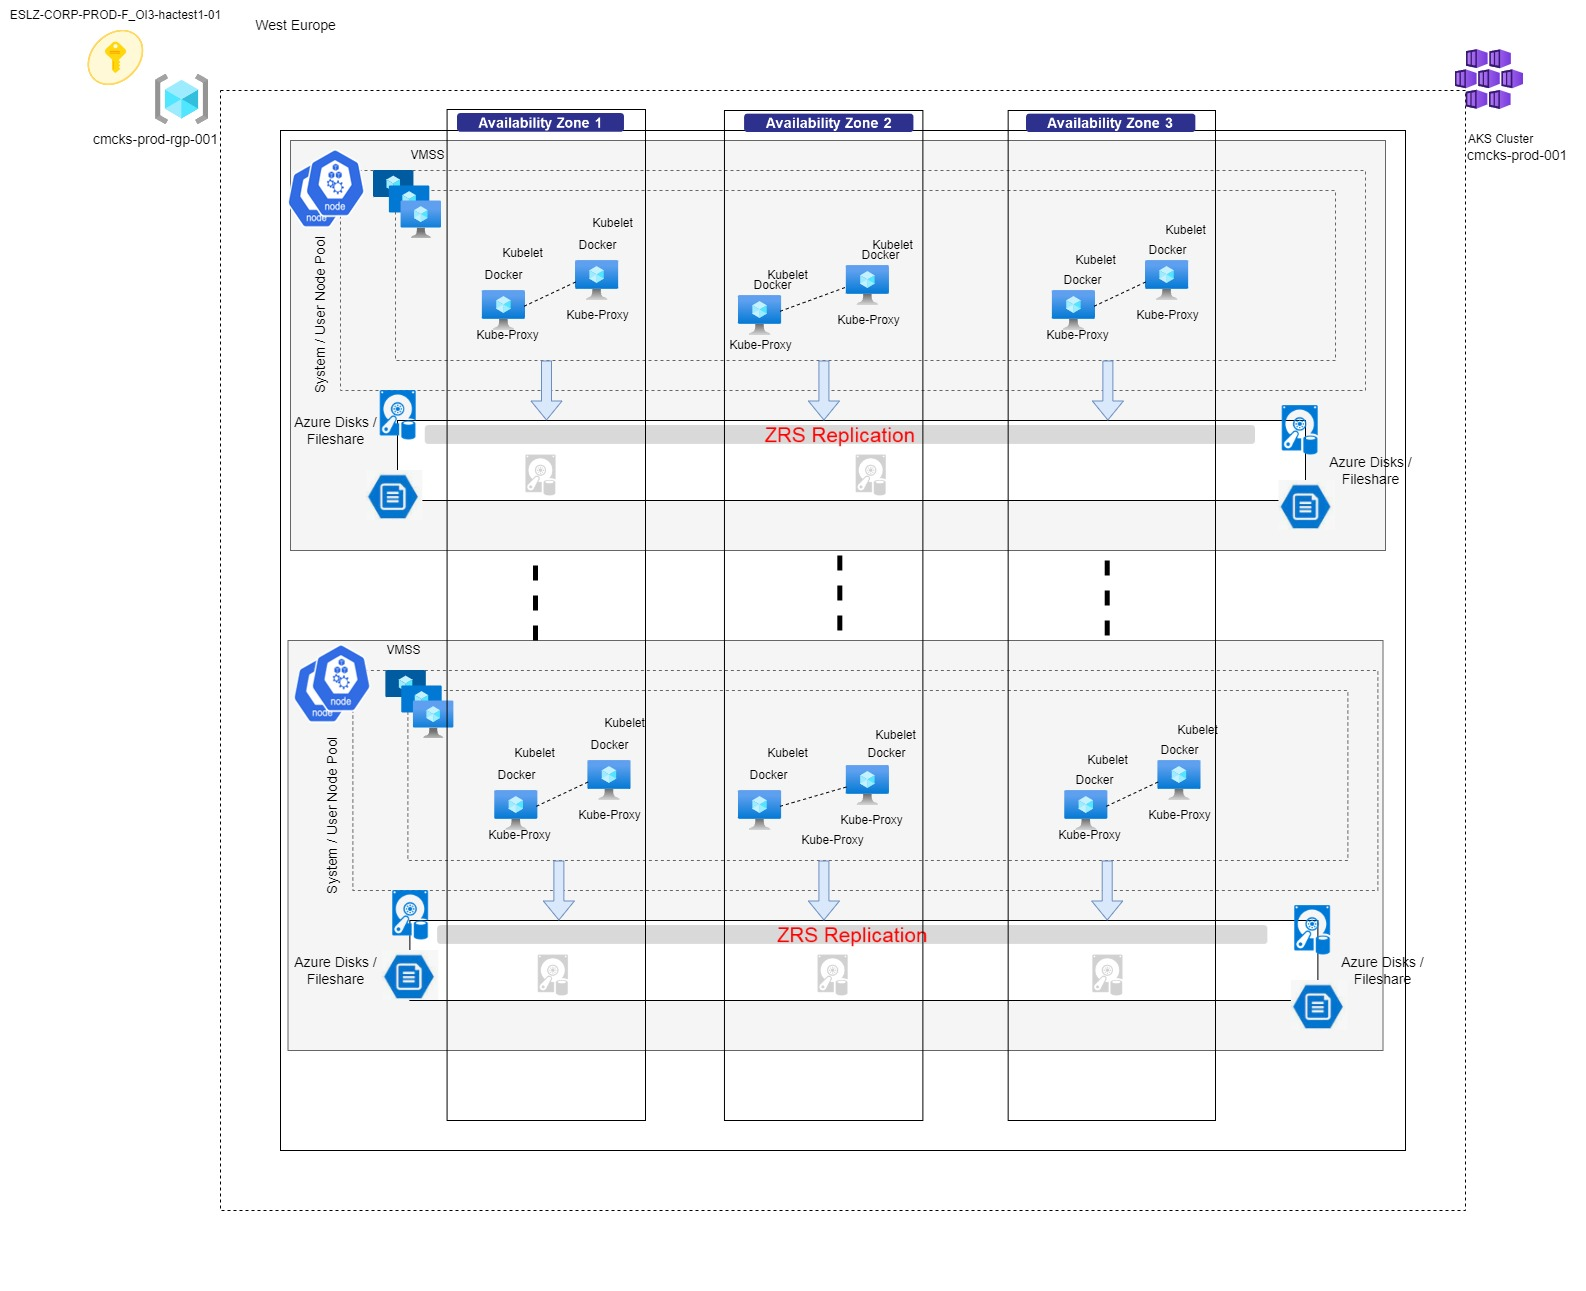 ESLZ-CORP-PROD-F_OI3-hactest1-01
West Europe
cmcks-prod-rgp-001
AKS Cluster
cmcks-prod-001
Availability Zone 1
Availability Zone 2
Availability Zone 3
VMSS
node
node
System / User Node Pool
Kubelet
Docker
Kubelet
Docker
Kube-Proxy
Kube-Proxy
Kubelet
Docker
Kubelet
Docker
Kube-Proxy
Kube-Proxy
Kubelet
Docker
Kubelet
Docker
Kube-Proxy
Kube-Proxy
Azure Disks /
Fileshare
ZRS Replication
Azure Disks /
Fileshare
VMSS
node
node
System / User Node Pool
Kubelet
Docker
Kubelet
Docker
Kube-Proxy
Kube-Proxy
Kubelet
Docker
Kubelet
Docker
Kube-Proxy
Kube-Proxy
Kubelet
Docker
Kubelet
Docker
Kube-Proxy
Kube-Proxy
Azure Disks /
Fileshare
ZRS Replication
Azure Disks /
Fileshare